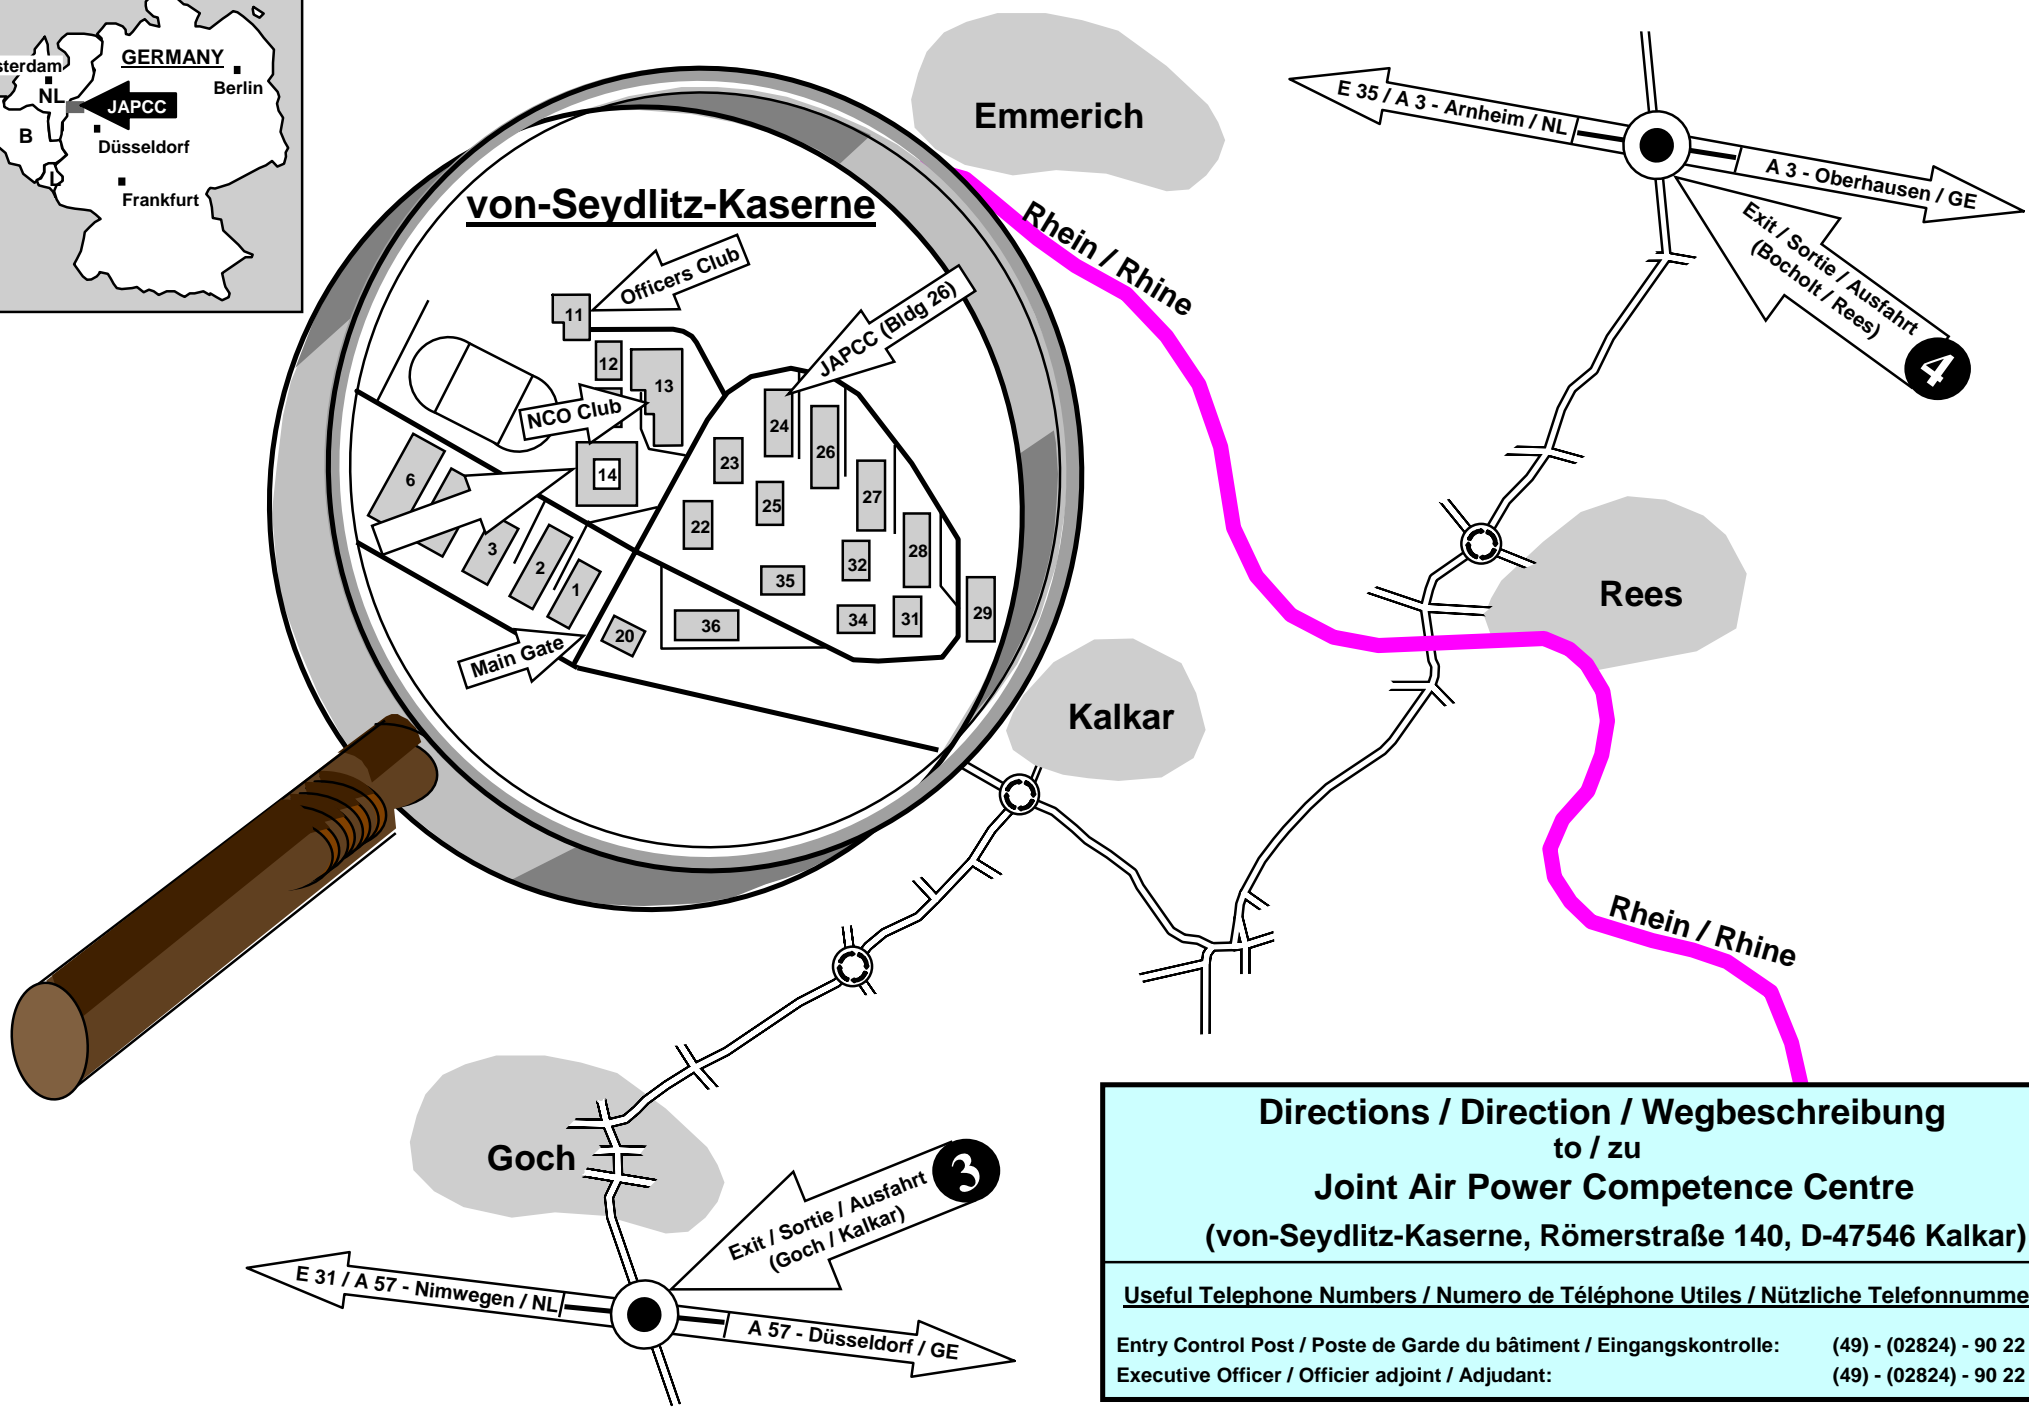 GERMANY
sterdam
NL
Berlin
JAPCC
B
Düsseldorf
L
Frankfurt
Emmerich
E 35 / A 3 - Arnheim / NL
A 3 - Oberhausen / GE
Exit / Sortie / Ausfahrt
(Bocholt / Rees)
4
von-Seydlitz-Kaserne
Rhein / Rhine
Officers Club
JAPCC (Bldg 26)
11
12
13
NCO Club
24
26
23
14
6
25
27
22
3
28
2
32
35
1
29
34
31
36
20
Main Gate
Rees
Kalkar
Rhein / Rhine
Goch
3
Exit / Sortie / Ausfahrt
(Goch / Kalkar)
E 31 / A 57 - Nimwegen / NL
A 57 - Düsseldorf / GE
Directions / Direction / Wegbeschreibung
to / zu
Joint Air Power Competence Centre
(von-Seydlitz-Kaserne, Römerstraße 140, D-47546 Kalkar)
Useful Telephone Numbers / Numero de Téléphone Utiles / Nützliche Telefonnumme
Entry Control Post / Poste de Garde du bâtiment / Eingangskontrolle: (49) - (02824) - 90 22
Executive Officer / Officier adjoint / Adjudant: (49) - (02824) - 90 22